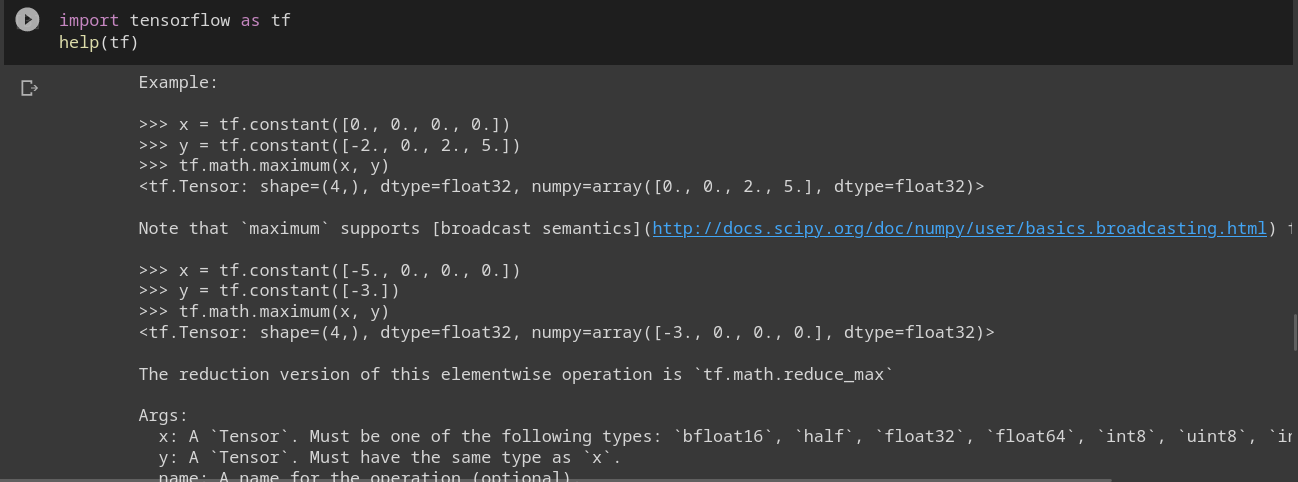 import tensorflow as tf
help(tf)
Example:
>>> x = tf.constant([0., 0., 0., 0.])
>>> y = tf.constant([-2., 0., 2., 5.])
>>> tf.math.maximum(x, y)
<tf.Tensor: shape=(4,), dtype=float32, numpy=array([0., 0., 2., 5.], dtype=float32)>
Note that `maximum` supports [broadcast semantics](http://docs.scipy.org/doc/numpy/user/basics.broadcasting.html)
>>> x = tf.constant([-5., 0., 0., 0.])
>>> y = tf.constant([-3.])
>>> tf.math.maximum(x, y)
<tf.Tensor: shape=(4,), dtype=float32, numpy=array([-3., 0., 0., 0.], dtype=float32)>
The reduction version of this elementwise operation is `tf.math.reduce_max`
Args:
x: A `Tensor`. Must be one of the following types: `bfloat16`, `half`, `float32`, `float64`, `int8`, `uint8`,
y: A `Tensor`. Must have the same type as `x`.
name: A name for the operation (optional)